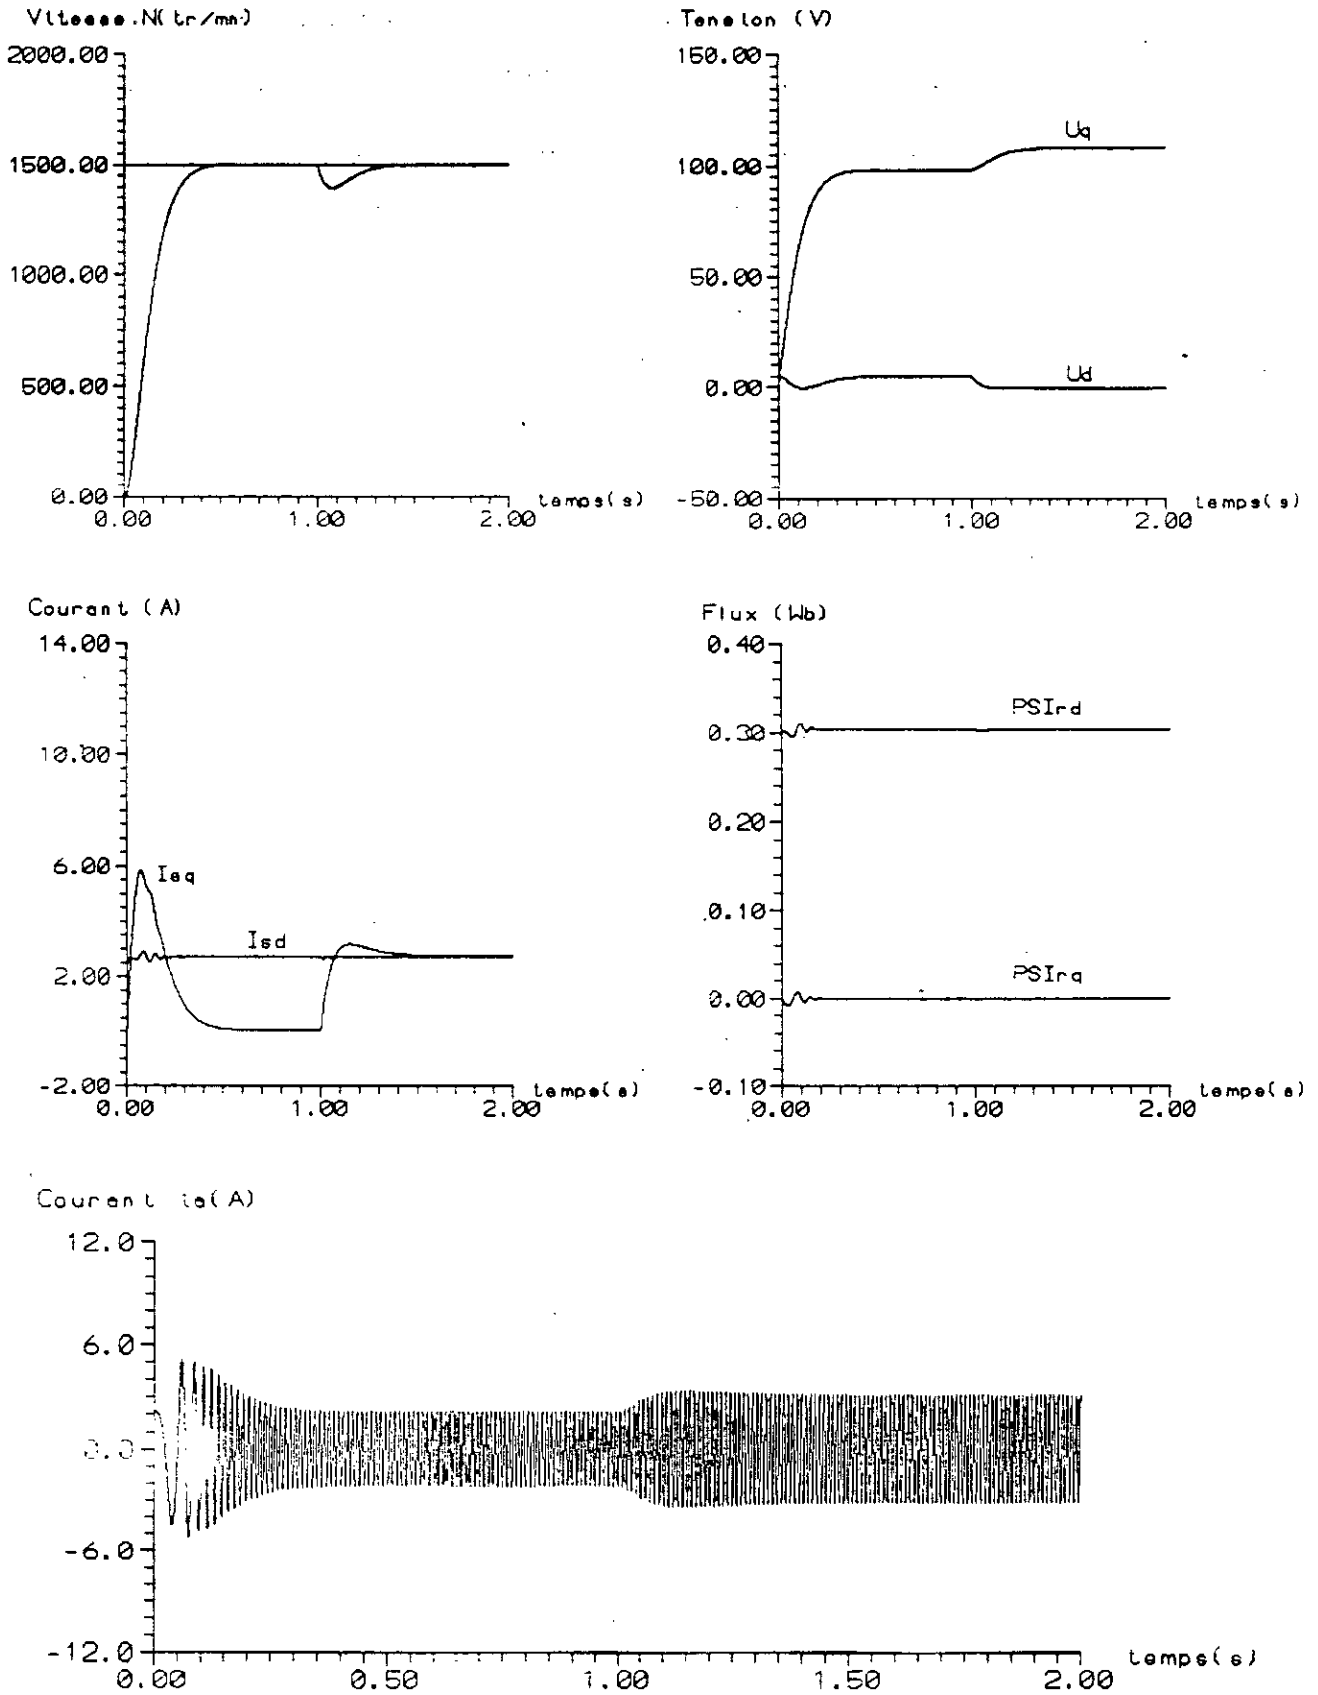 Vitesse.N(tr/mn)
2000.00
1500.00
1000.00
500.00
0.00
0.00 1.00 2.00
temps(s)
Tension (V)
150.00
100.00
50.00
0.00
-50.00
Uq
Ud
0.00 1.00 2.00
temps(s)
Courant (A)
14.00
10.00
6.00
2.00
-2.00
Isq
Isd
0.00 1.00 2.00
temps(s)
Flux (Wb)
0.40
0.30
0.20
0.10
0.00
-0.10
PSIrd
PSIrq
0.00 1.00 2.00
temps(s)
Courant ia(A)
12.0
6.0
0.0
-6.0
-12.0
0.00 0.50 1.00 1.50 2.00
temps(s)